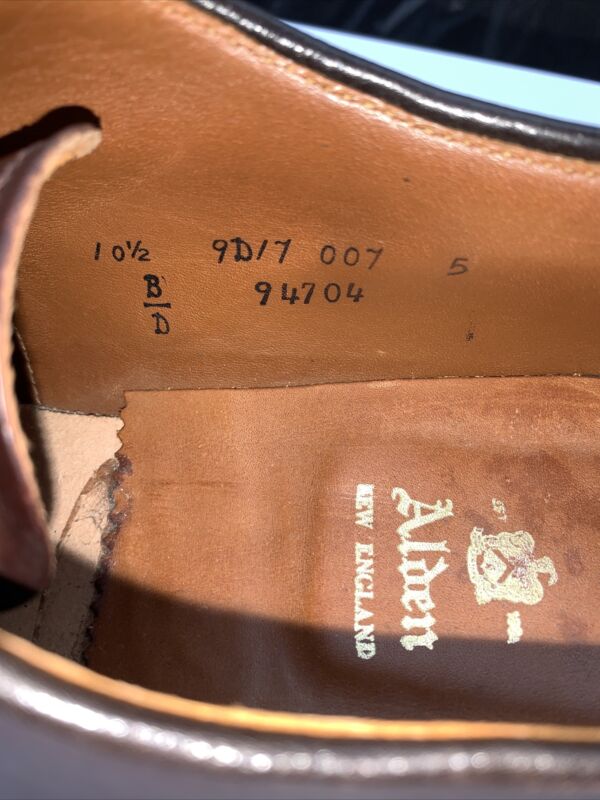 10½ 9D/7 007 5
B 94704
D
Alden
NEW ENGLAND